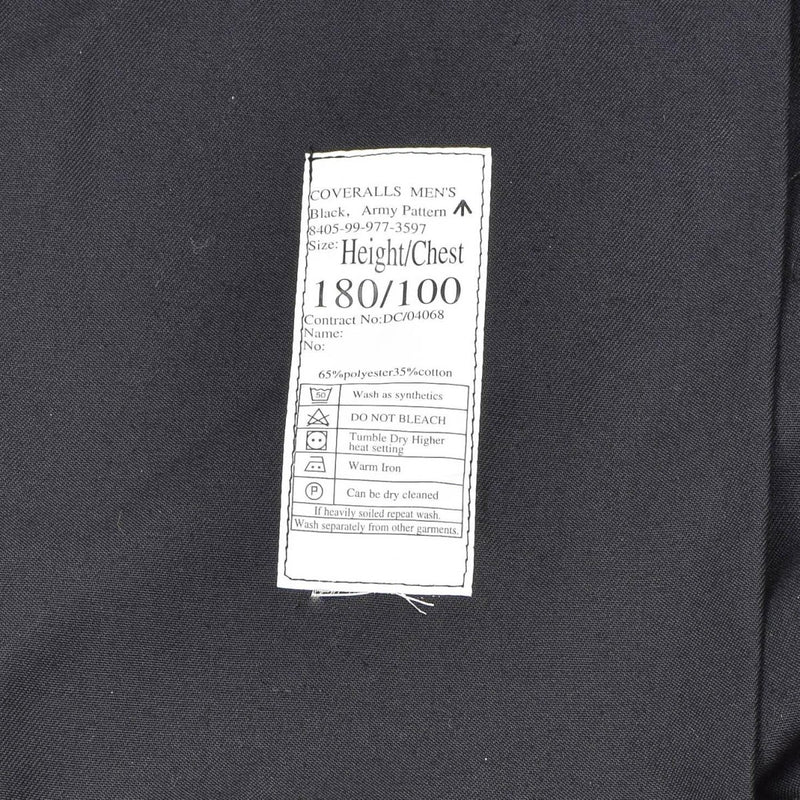 COVERALLS MEN'S
Black, Army Pattern
8405-99-977-3597
Size: Height/Chest
180/100
Contract No:DC/04068
Name:
No:
65%polyester35%cotton
50 Wash as synthetics
DO NOT BLEACH
Tumble Dry Higher
heat setting
Warm Iron
P Can be dry cleaned
If heavily soiled repeat wash.
Wash separately from other garments.